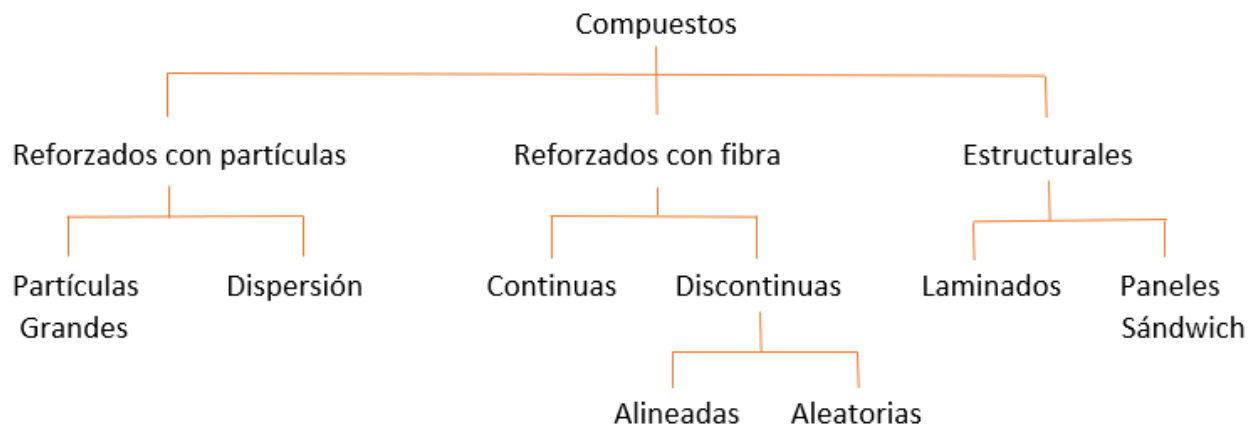 Compuestos
Reforzados con partículas
Reforzados con fibra
Estructurales
Partículas
Grandes
Dispersión
Continuas
Discontinuas
Laminados
Paneles
Sándwich
Alineadas
Aleatorias